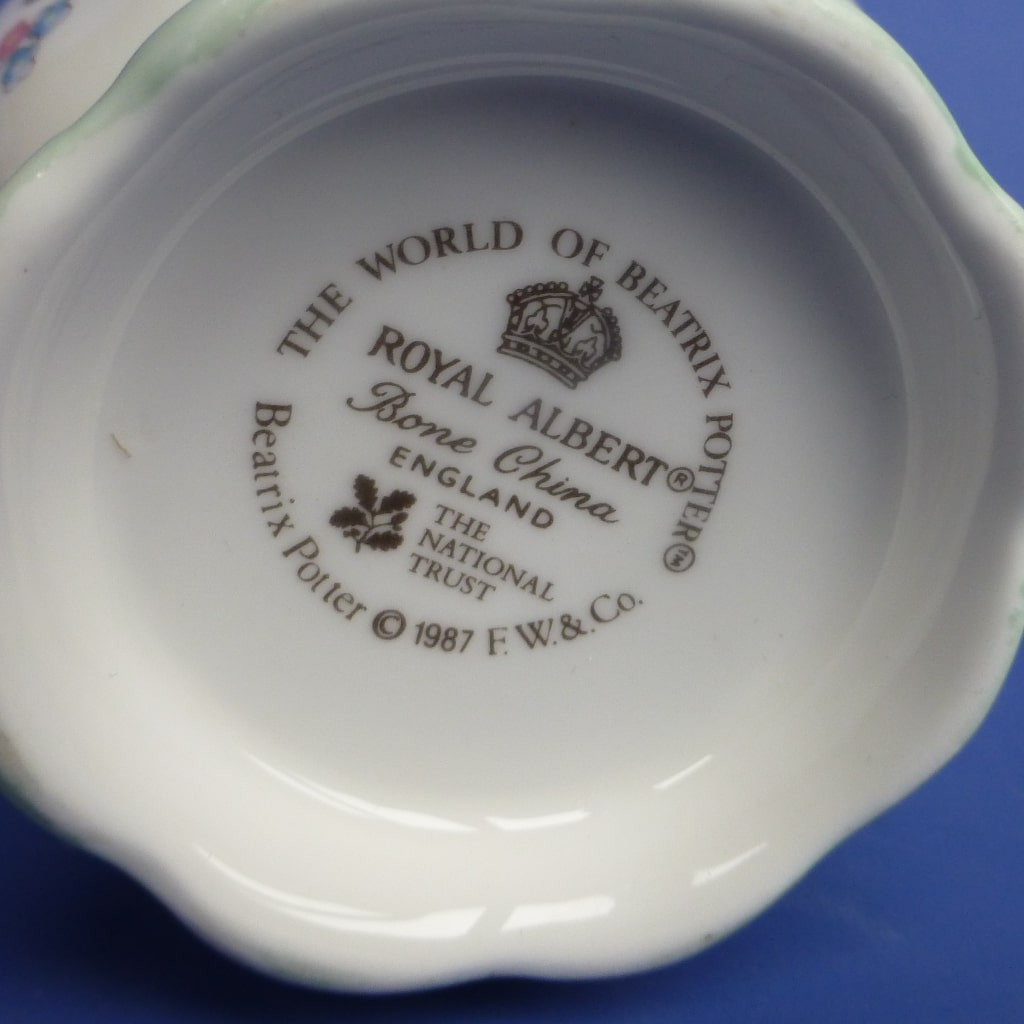 THE WORLD OF BEATRIX POTTER™
ROYAL ALBERT®
Bone China
ENGLAND
THE
NATIONAL
TRUST
Beatrix Potter © 1987 F. W. & Co.